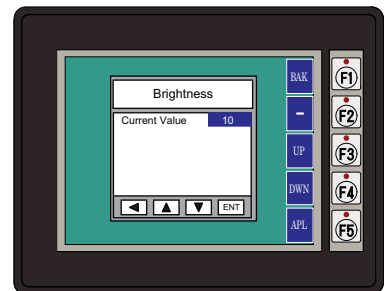 Brightness
Current Value 10
ENT
BAK
–
UP
DWN
APL
F1
F2
F3
F4
F5